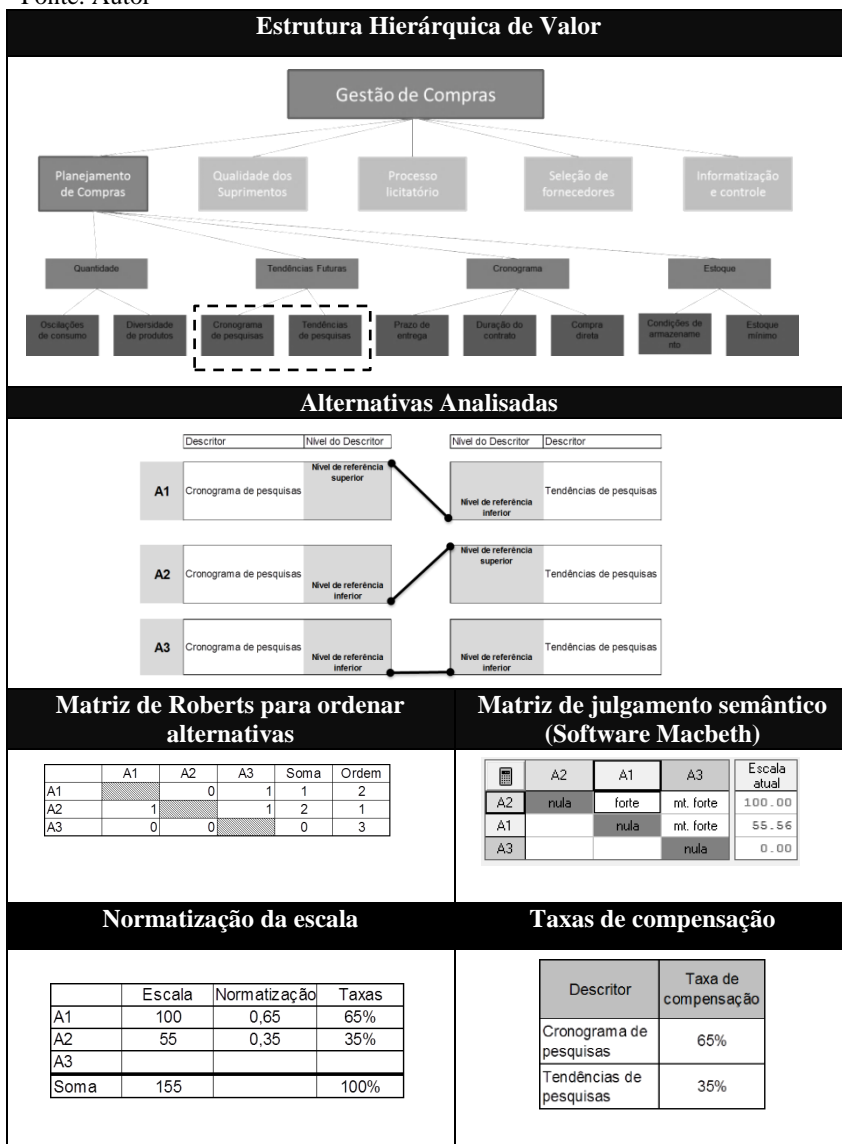 Fonte: Autor
Estrutura Hierárquica de Valor
Gestão de Compras
Planejamento
de Compras
Qualidade dos
Suprimentos
Processo
licitatório
Seleção de
fornecedores
Informatização
e controle
Quantidade
Tendências Futuras
Cronograma
Estoque
Oscilações
de consumo
Diversidade
de produtos
Cronograma
de pesquisas
Tendências
de pesquisas
Prazo de
entrega
Duração do
contrato
Compra
direta
Condições de
armazename
nto
Estoque
mínimo
Alternativas Analisadas
Descritor Nível do Descritor Nível do Descritor Descritor
A1 Cronograma de pesquisas
Nível de referência
superior
Nível de referência
inferior
Tendências de pesquisas
A2 Cronograma de pesquisas
Nível de referência
inferior
Nível de referência
superior
Tendências de pesquisas
A3 Cronograma de pesquisas
Nível de referência
inferior
Nível de referência
inferior
Tendências de pesquisas
Matriz de Roberts para ordenar
alternativas
A1 A2 A3 Soma Ordem
A1 0 1 1 2
A2 1 1 2 1
A3 0 0 0 3
Matriz de julgamento semântico
(Software Macbeth)
A2 A1 A3 Escala
atual
A2 nula forte mt. forte 100.00
A1 nula mt. forte 55.56
A3 nula 0.00
Normatização da escala
Escala Normatização Taxas
A1 100 0,65 65%
A2 55 0,35 35%
A3
Soma 155 100%
Taxas de compensação
Descritor Taxa de
compensação
Cronograma de
pesquisas 65%
Tendências de
pesquisas 35%